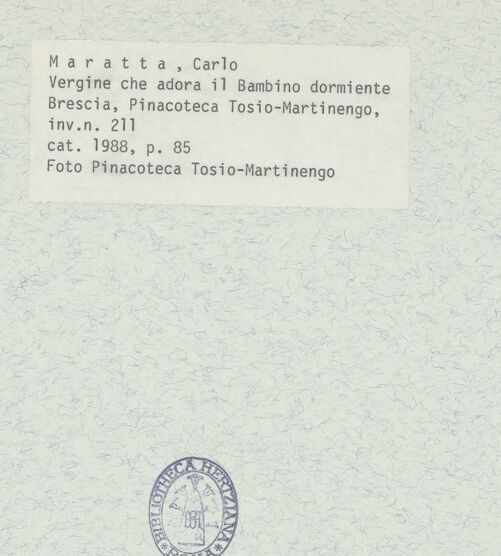 M a r a t t a , Carlo
Vergine che adora il Bambino dormiente
Brescia, Pinacoteca Tosio-Martinengo,
inv.n. 211
cat. 1988, p. 85
Foto Pinacoteca Tosio-Martinengo
*BIBLIOTHECA HERTZIANA*
ROMA